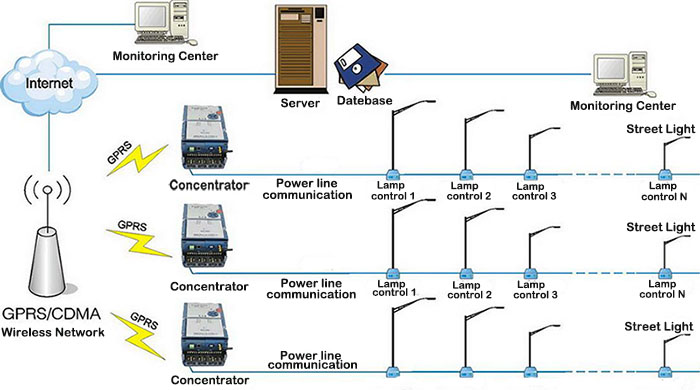 Monitoring Center
Internet
Server
Datebase
Monitoring Center
GPRS
Street Light
Concentrator
Power line
communication
Lamp
control 1
Lamp
control 2
Lamp
control 3
Lamp
control N
GPRS
Street Light
Concentrator
Power line
communication
Lamp
control 1
Lamp
control 2
Lamp
control 3
Lamp
control N
GPRS/CDMA
Wireless Network
GPRS
Street Light
Concentrator
Power line
communication